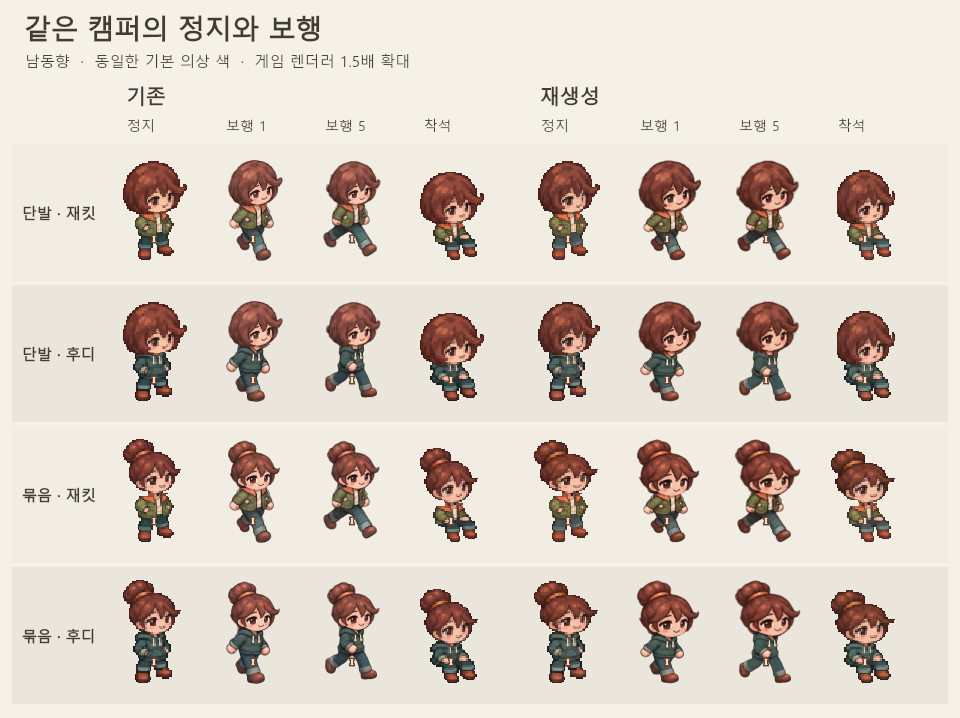 같은 캠퍼의 정지와 보행
남동향 · 동일한 기본 의상 색 · 게임 렌더러 1.5배 확대
기존 재생성
정지 보행 1 보행 5 착석 정지 보행 1 보행 5 착석
단발 · 재킷
단발 · 후디
묶음 · 재킷
묶음 · 후디